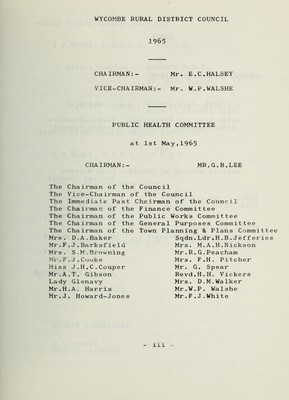 WYCOMBE RURAL DISTRICT COUNCIL
1965
CHAIRMAN:- Mr. E.C.HALSEY
VICE-CHAIRMAN:- Mr. W.P.WALSHE
PUBLIC HEALTH COMMITTEE
at 1st May,1965
CHAIRMAN:- MR.G.B.LEE
The Chairman of the Council
The Vice-Chairman of the Council
The Immediate Past Chairman of the Council
The Chairman of the Finance Committee
The Chairman of the Public Works Committee
The Chairman of the General Purposes Committee
The Chairman of the Town Planning & Plans Committee
Mrs. D.A.Baker Sqdn.Ldr.H.B.Jefferies
Mr.F.J.Barksfield Mrs. M.A.H.Nickson
Mrs. S.M.Browning Mr.R.G.Peacham
Mr.F.J.Cooke Mrs. F.H. Pitcher
Miss J.H.C.Couper Mr. G. Spear
Mr.A.T. Gibson Revd.H.H. Vickers
Lady Glenavy Mrs. D.M.Walker
Mr.H.A. Harris Mr.W.P. Walshe
Mr.J. Howard-Jones Mr.F.J.White
- iii -